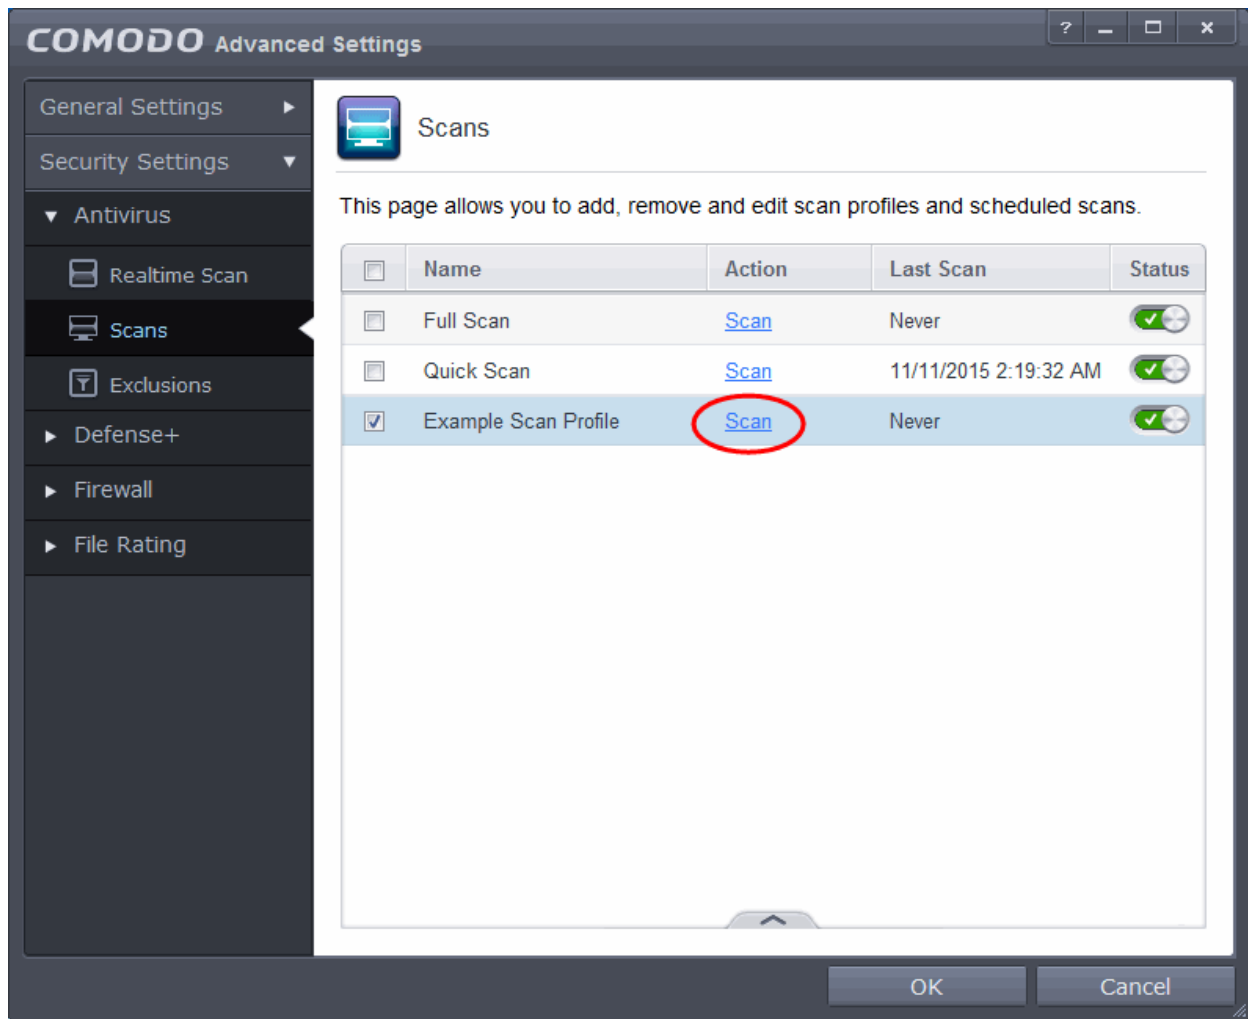 COMODO Advanced Settings
?
General Settings
Security Settings
Antivirus
Realtime Scan
Scans
Exclusions
Defense+
Firewall
File Rating
Scans
This page allows you to add, remove and edit scan profiles and scheduled scans.
Name Action Last Scan Status
Full Scan Scan Never
Quick Scan Scan 11/11/2015 2:19:32 AM
Example Scan Profile Scan Never
OK Cancel